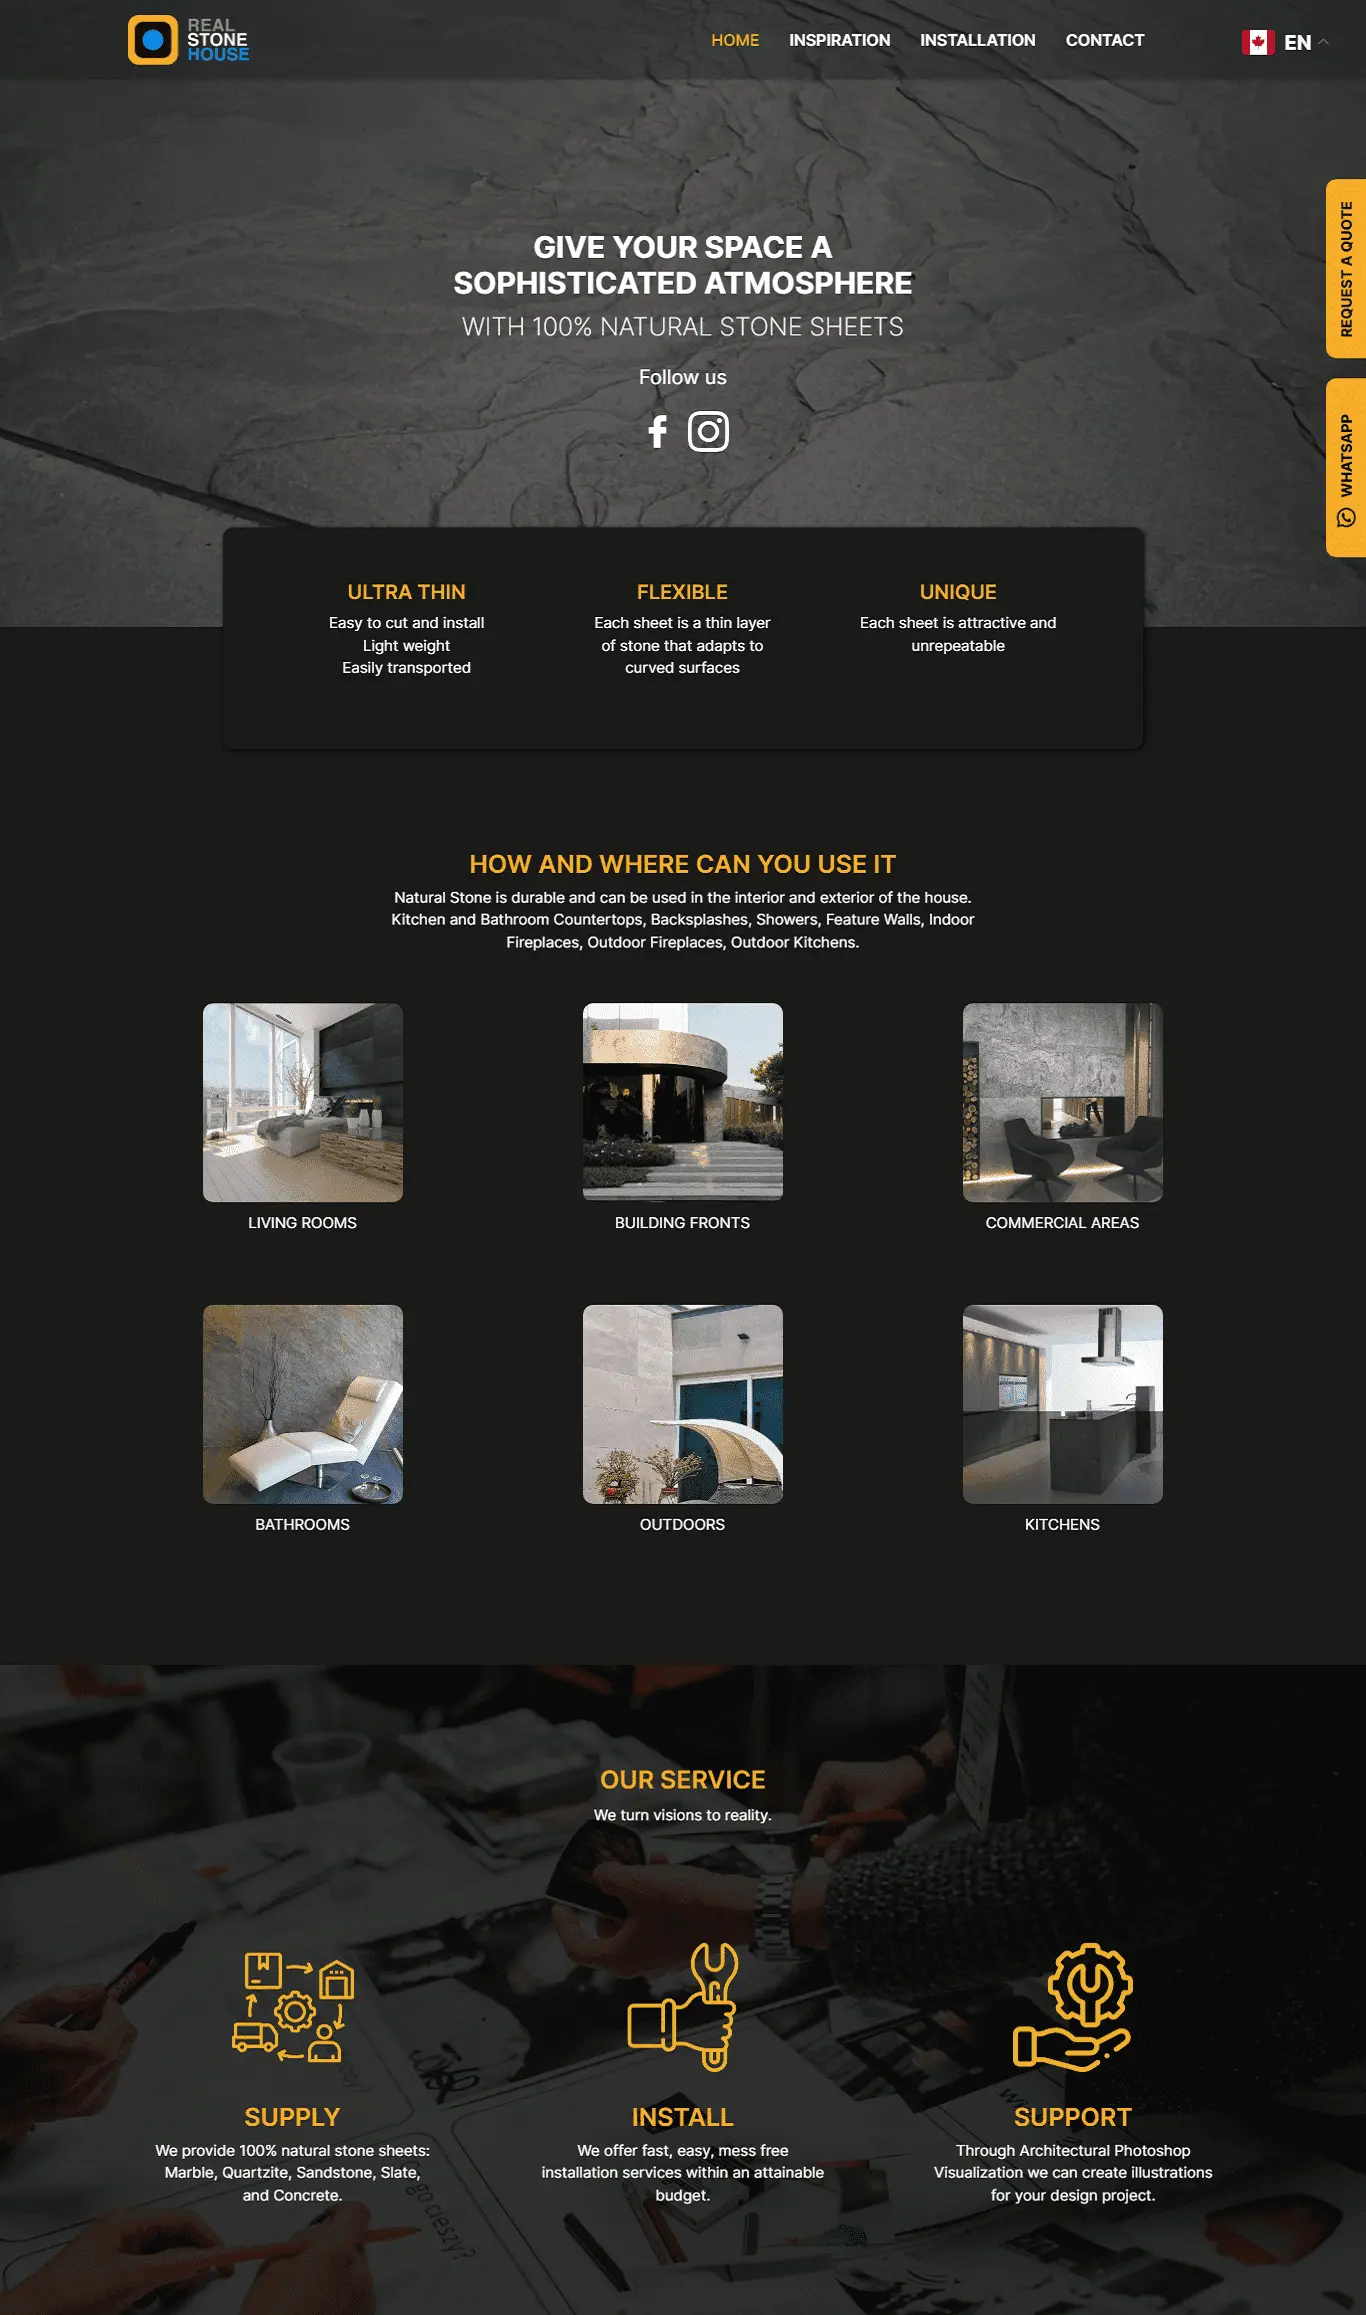 REAL
STONE
HOUSE
HOME
INSPIRATION
INSTALLATION
CONTACT
EN
REQUEST A QUOTE
WHATSAPP
GIVE YOUR SPACE A
SOPHISTICATED ATMOSPHERE
WITH 100% NATURAL STONE SHEETS
Follow us
ULTRA THIN
Easy to cut and install
Light weight
Easily transported
FLEXIBLE
Each sheet is a thin layer
of stone that adapts to
curved surfaces
UNIQUE
Each sheet is attractive and
unrepeatable
HOW AND WHERE CAN YOU USE IT
Natural Stone is durable and can be used in the interior and exterior of the house.
Kitchen and Bathroom Countertops, Backsplashes, Showers, Feature Walls, Indoor
Fireplaces, Outdoor Fireplaces, Outdoor Kitchens.
LIVING ROOMS
BUILDING FRONTS
COMMERCIAL AREAS
BATHROOMS
OUTDOORS
KITCHENS
OUR SERVICE
We turn visions to reality.
SUPPLY
We provide 100% natural stone sheets:
Marble, Quartzite, Sandstone, Slate,
and Concrete.
INSTALL
We offer fast, easy, mess free
installation services within an attainable
budget.
SUPPORT
Through Architectural Photoshop
Visualization we can create illustrations
for your design project.